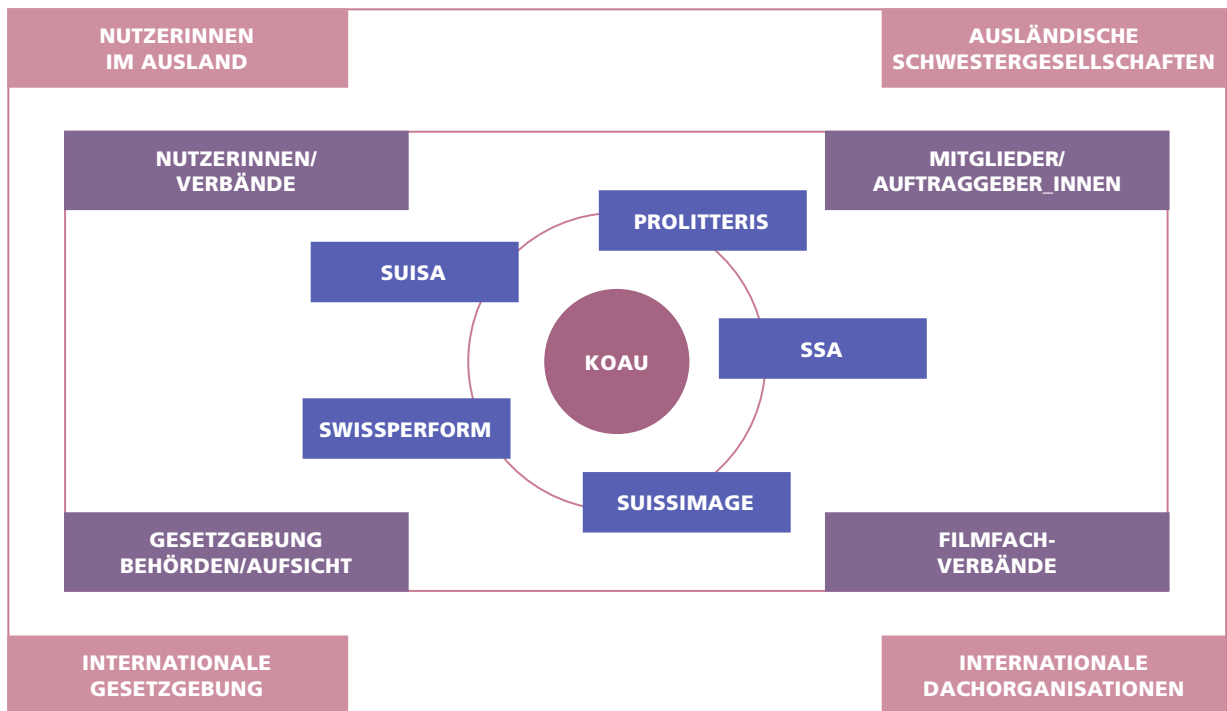 NUTZERINNEN
IM AUSLAND
AUSLÄNDISCHE
SCHWESTERGESELLSCHAFTEN
NUTZERINNEN/
VERBÄNDE
MITGLIEDER/
AUFTRAGGEBER_INNEN
PROLITTERIS
SUISA
SSA
KOAU
SWISSPERFORM
SUISSIMAGE
GESETZGEBUNG
BEHÖRDEN/AUFSICHT
FILMFACH-
VERBÄNDE
INTERNATIONALE
GESETZGEBUNG
INTERNATIONALE
DACHORGANISATIONEN